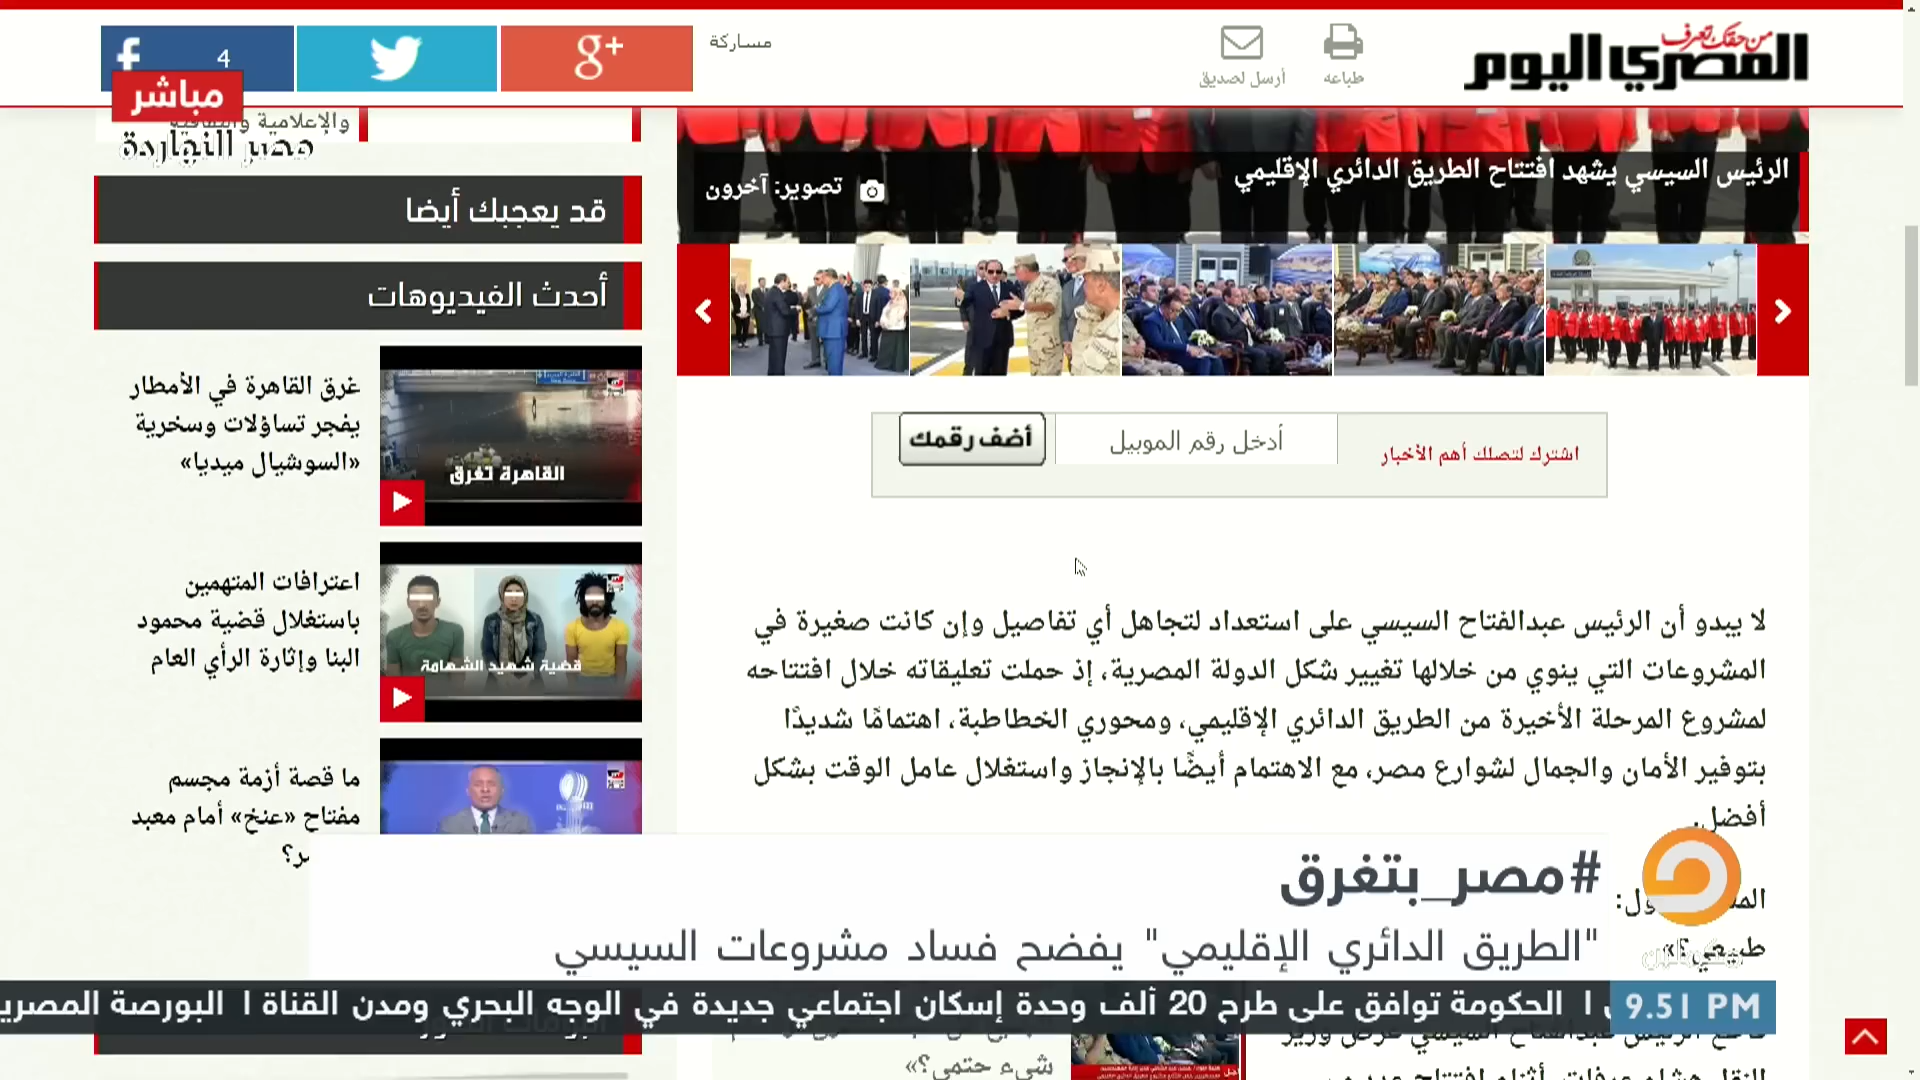 من حقك تعرف
المصري اليوم
طباعه
أرسل لصديق
مشاركة
g+
4
مباشر
مصر النهاردة
الرئيس السيسي يشهد افتتاح الطريق الدائري الإقليمي
تصوير: آخرون
اشترك لتصلك أهم الأخبار
أدخل رقم الموبيل
أضف رقمك
لا يبدو أن الرئيس عبدالفتاح السيسي على استعداد لتجاهل أي تفاصيل وإن كانت صغيرة في
المشروعات التي ينوي من خلالها تغيير شكل الدولة المصرية، إذ حملت تعليقاته خلال افتتاحه
لمشروع المرحلة الأخيرة من الطريق الدائري الإقليمي، ومحوري الخطاطبة، اهتمامًا شديدًا
بتوفير الأمان والجمال لشوارع مصر، مع الاهتمام أيضًا بالإنجاز واستغلال عامل الوقت بشكل
أفضل.
والإعلامية
قد يعجبك أيضا
أحدث الفيديوهات
غرق القاهرة في الأمطار
يفجر تساؤلات وسخرية
«السوشيال ميديا»
القاهرة تغرق
اعترافات المتهمين
باستغلال قضية محمود
البنا وإثارة الرأي العام
قضية شهيد الشهامة
ما قصة أزمة مجسم
مفتاح «عنخ» أمام معبد
#مصر_بتغرق
"الطريق الدائري الإقليمي" يفضح فساد مشروعات السيسي
9.51 PM
ا الحكومة توافق على طرح 20 ألف وحدة إسكان اجتماعي جديدة في الوجه البحري ومدن القناة ا البورصة
شيء حتمي؟»